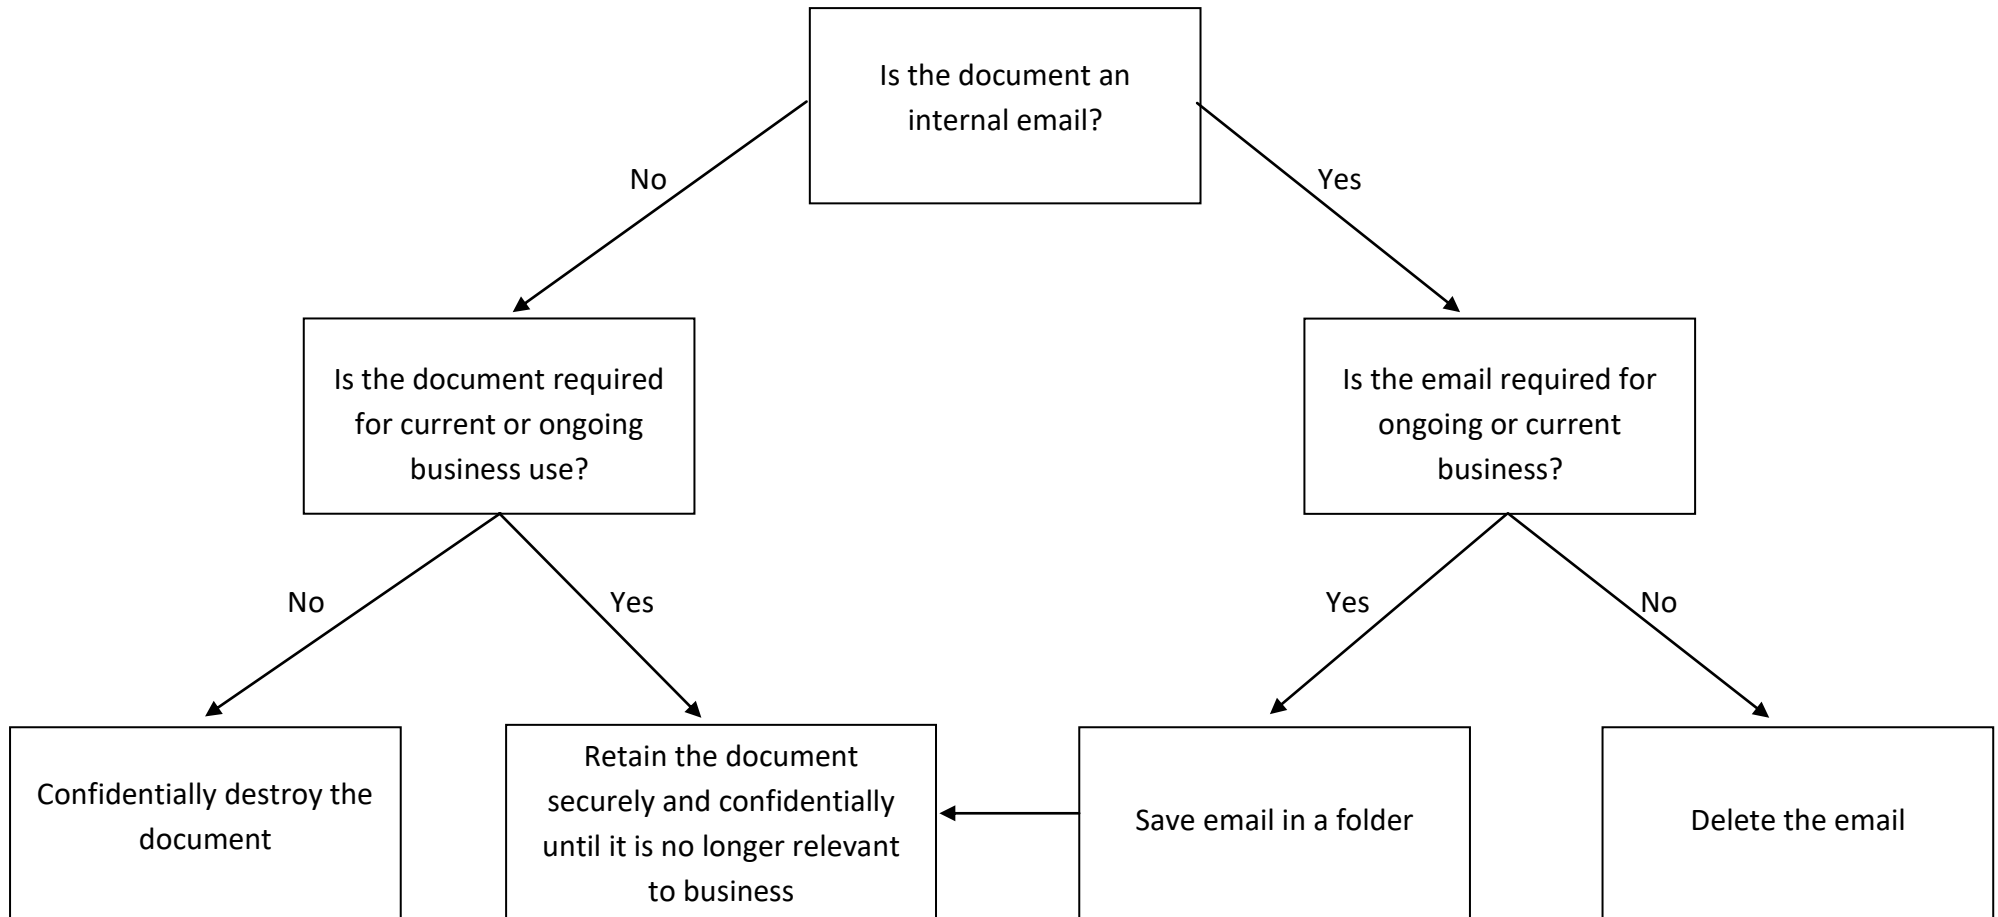 Is the document an
internal email?
No
Yes
Is the document required
for current or ongoing
business use?
Is the email required for
ongoing or current
business?
No
Yes
Yes
No
Confidentially destroy the
document
Retain the document
securely and confidentially
until it is no longer relevant
to business
Save email in a folder
Delete the email